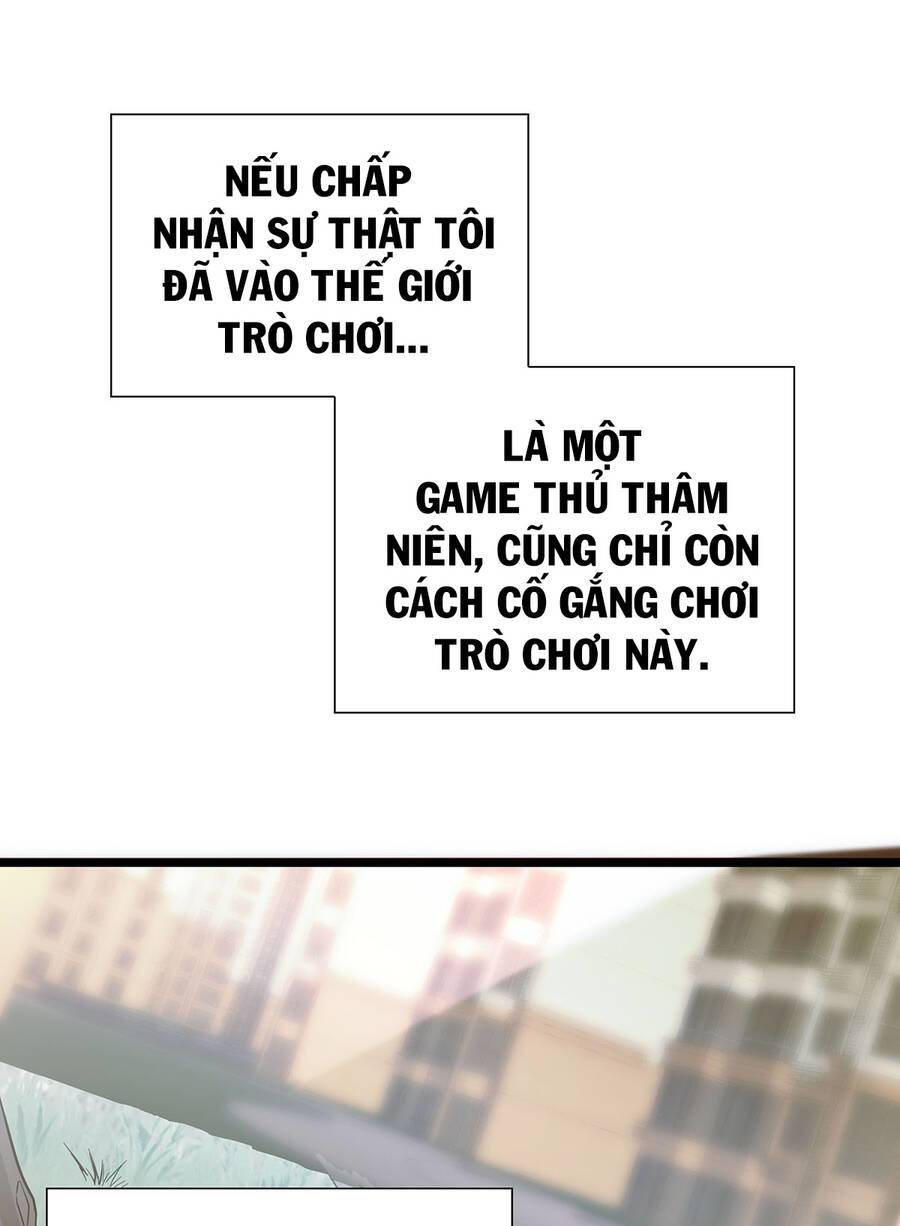 NẾU CHẤP
NHẬN SỰ THẬT TÔI
ĐÃ VÀO THẾ GIỚI
TRÒ CHƠI...
LÀ MỘT
GAME THỦ THÂM
NIÊN, CŨNG CHỈ CÒN
CÁCH CỐ GẮNG CHƠI
TRÒ CHƠI NÀY.